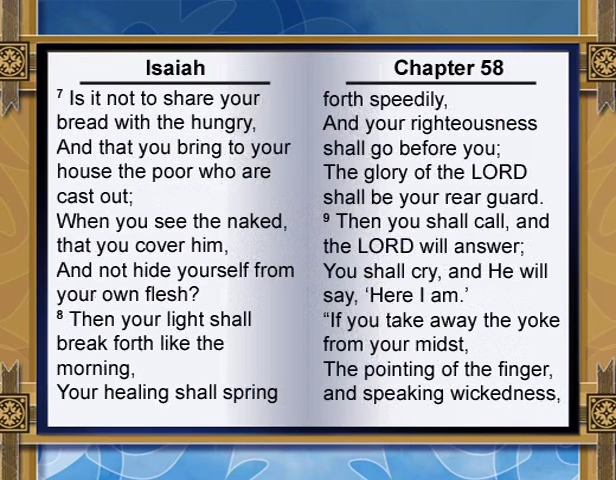 Isaiah
⁷ Is it not to share your
bread with the hungry,
And that you bring to your
house the poor who are
cast out;
When you see the naked,
that you cover him,
And not hide yourself from
your own flesh?
⁸ Then your light shall
break forth like the
morning,
Your healing shall spring
Chapter 58
forth speedily,
And your righteousness
shall go before you;
The glory of the LORD
shall be your rear guard.
⁹ Then you shall call, and
the LORD will answer;
You shall cry, and He will
say, ‘Here I am.’
“If you take away the yoke
from your midst,
The pointing of the finger,
and speaking wickedness,